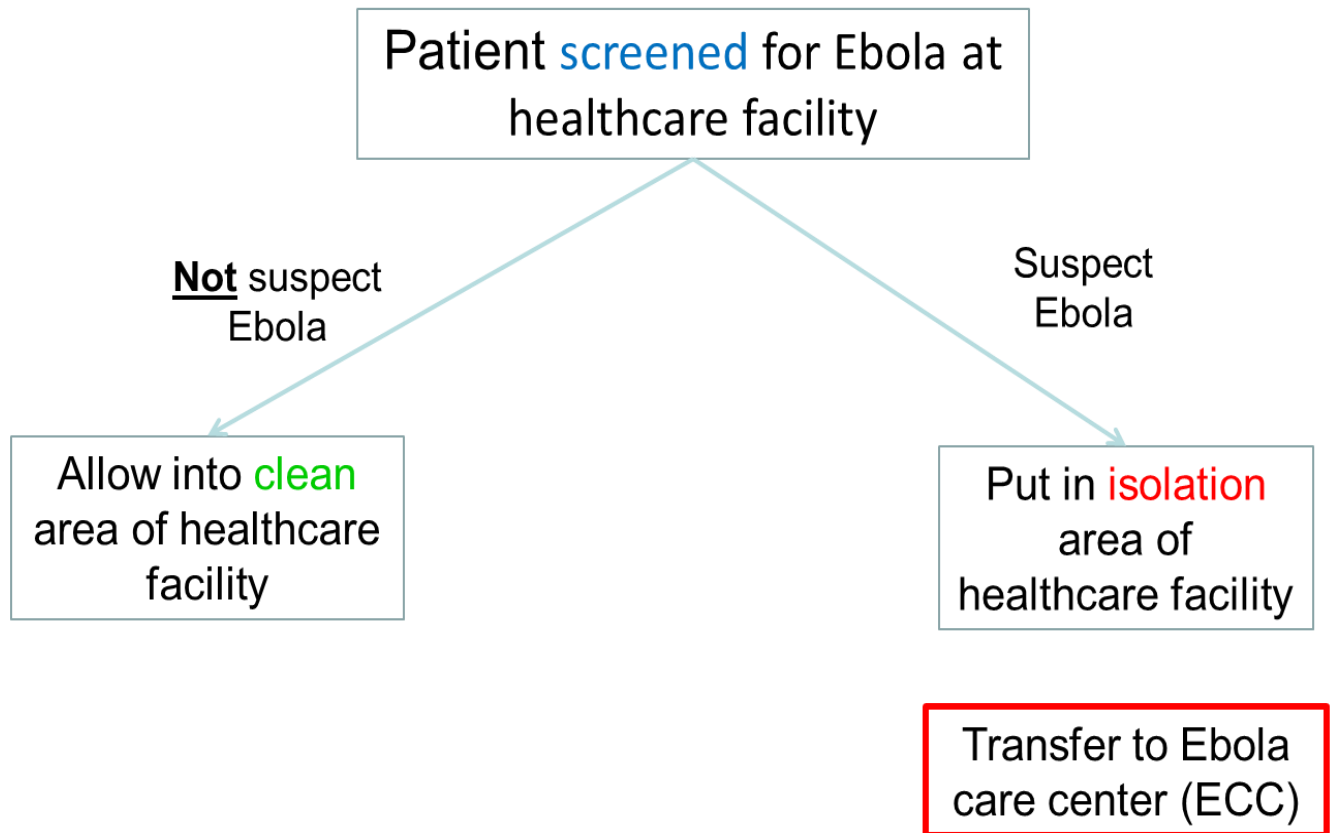 Patient screened for Ebola at
healthcare facility
Not suspect
Ebola
Suspect
Ebola
Allow into clean
area of healthcare
facility
Put in isolation
area of
healthcare facility
Transfer to Ebola
care center (ECC)